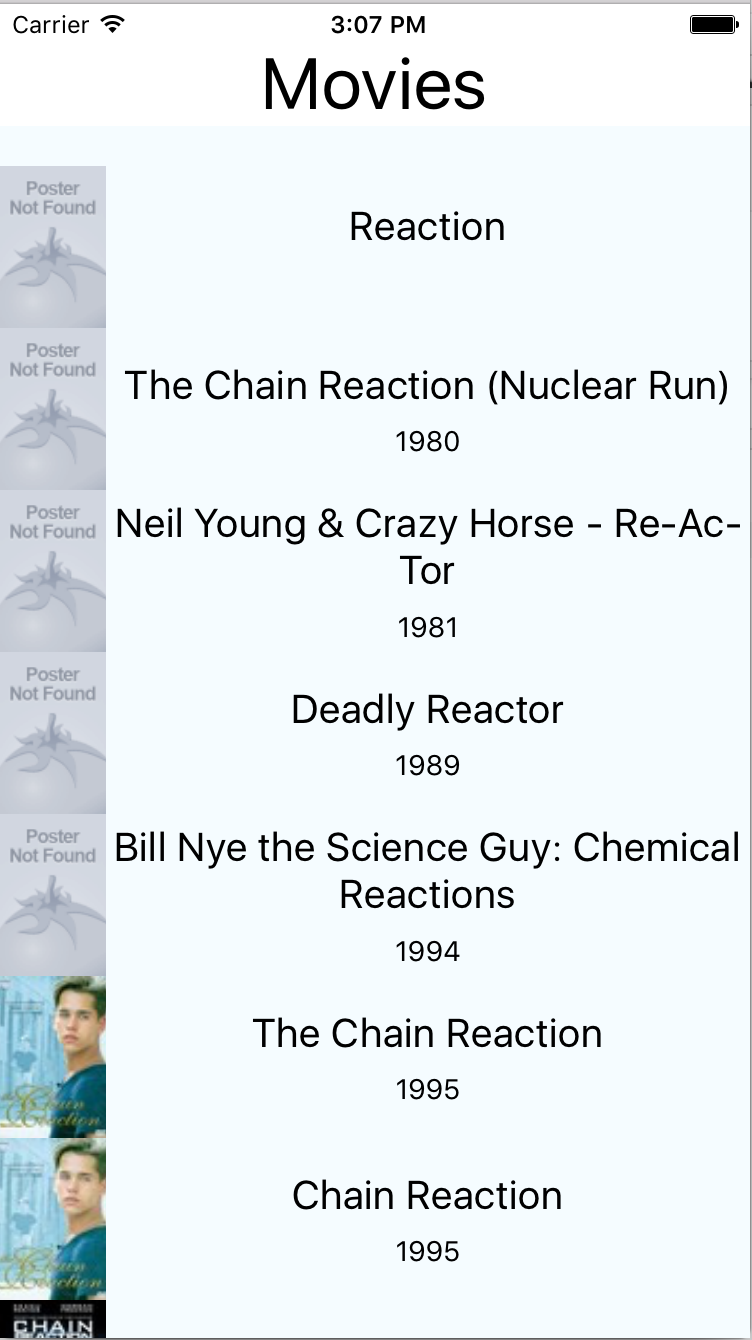 Carrier 3:07 PM
Movies
Poster
Not Found
Reaction
Poster
Not Found
The Chain Reaction (Nuclear Run)
1980
Poster
Not Found
Neil Young & Crazy Horse - Re-Ac-
Tor
1981
Poster
Not Found
Deadly Reactor
1989
Poster
Not Found
Bill Nye the Science Guy: Chemical
Reactions
1994
The Chain Reaction
1995
Chain
Reaction
Chain Reaction
1995
Chain
Reaction
CHAIN
REACTION